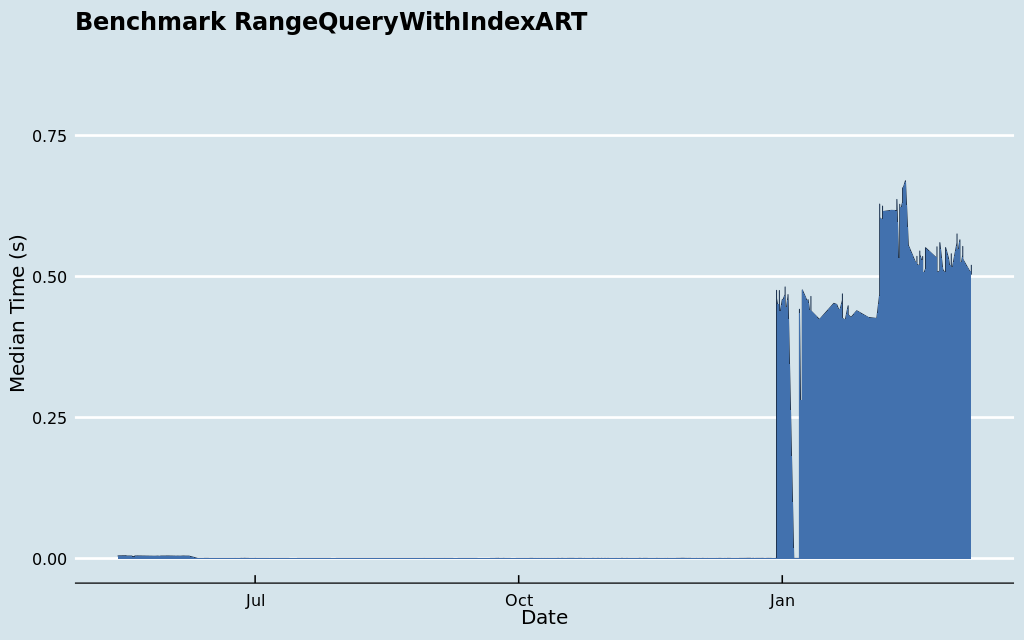 Benchmark RangeQueryWithIndexART
0.75
0.50
0.25
0.00
Median Time (s)
Jul
Oct
Jan
Date